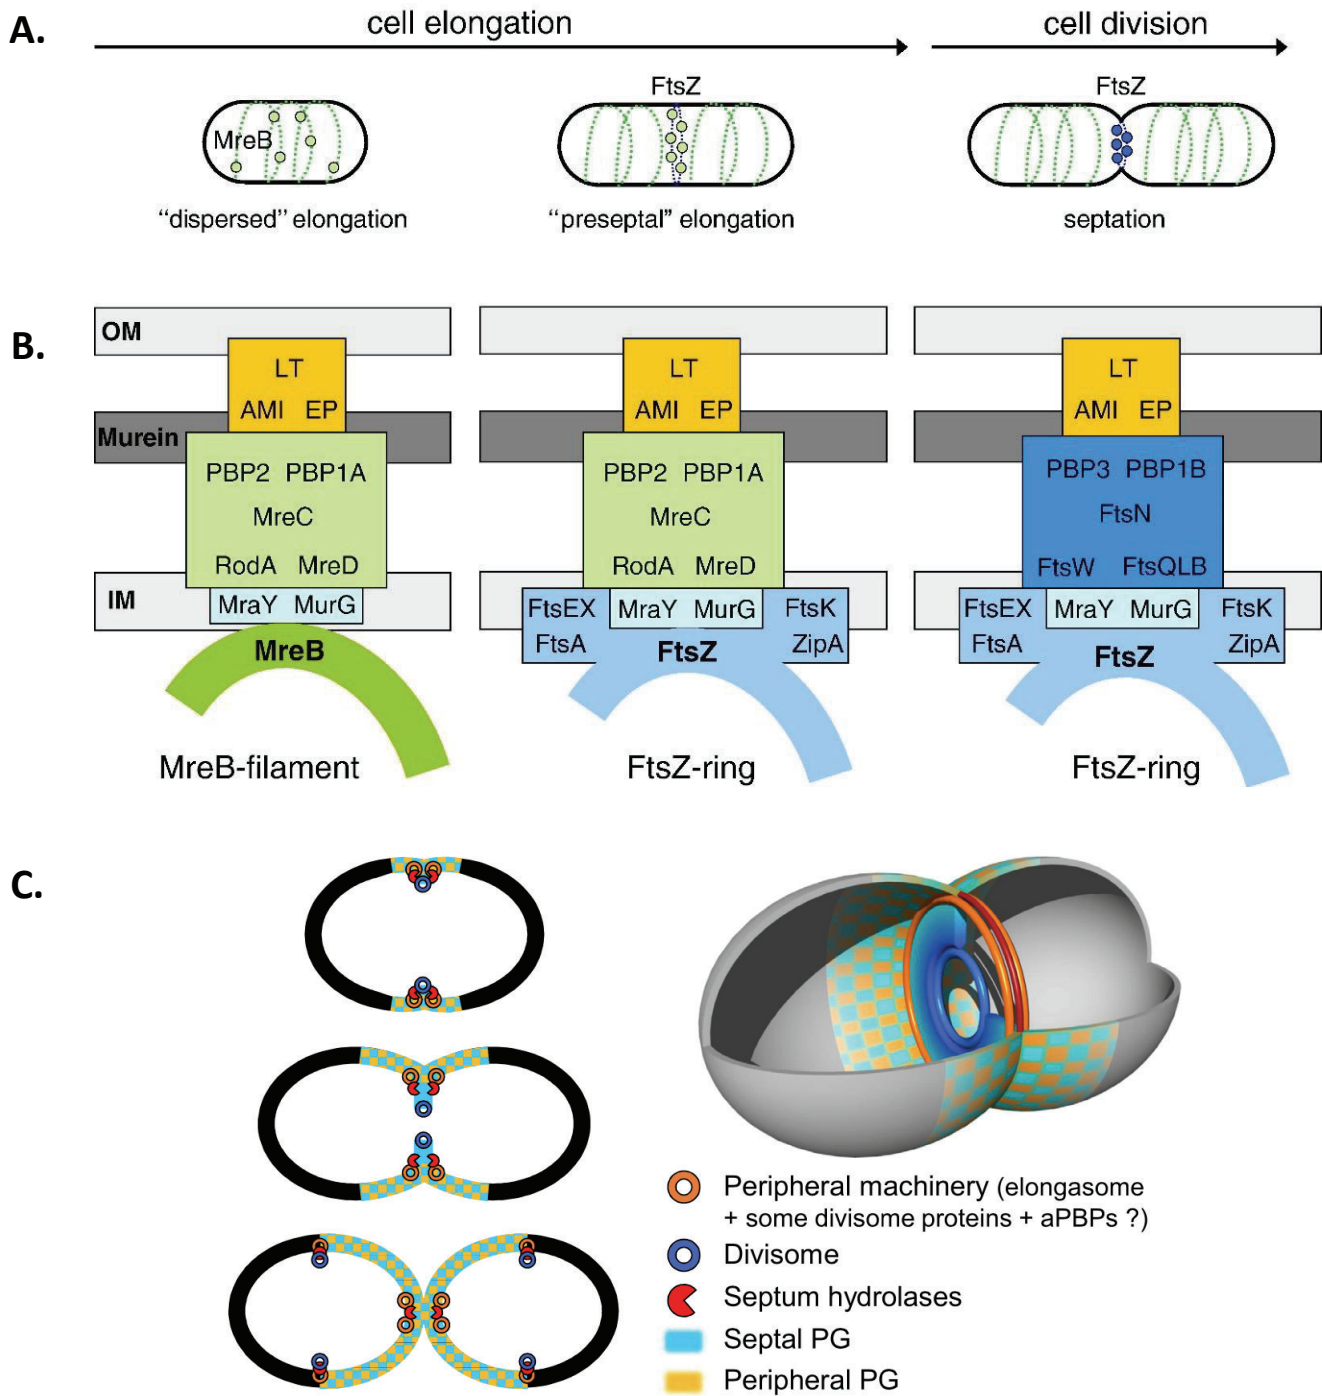 A.
cell elongation
cell division
FtsZ
FtsZ
MreB
“dispersed” elongation
“preseptal” elongation
septation
B.
OM
LT
AMI EP
Murein
PBP2 PBP1A
MreC
RodA MreD
IM
MraY MurG
MreB
MreB-filament
LT
AMI EP
PBP2 PBP1A
MreC
RodA MreD
FtsEX MraY MurG FtsK
FtsA FtsZ ZipA
FtsZ-ring
LT
AMI EP
PBP3 PBP1B
FtsN
FtsW FtsQLB
FtsEX MraY MurG FtsK
FtsA FtsZ ZipA
FtsZ-ring
C.
Peripheral machinery (elongasome
+ some divisome proteins + aPBPs ?)
Divisome
Septum hydrolases
Septal PG
Peripheral PG